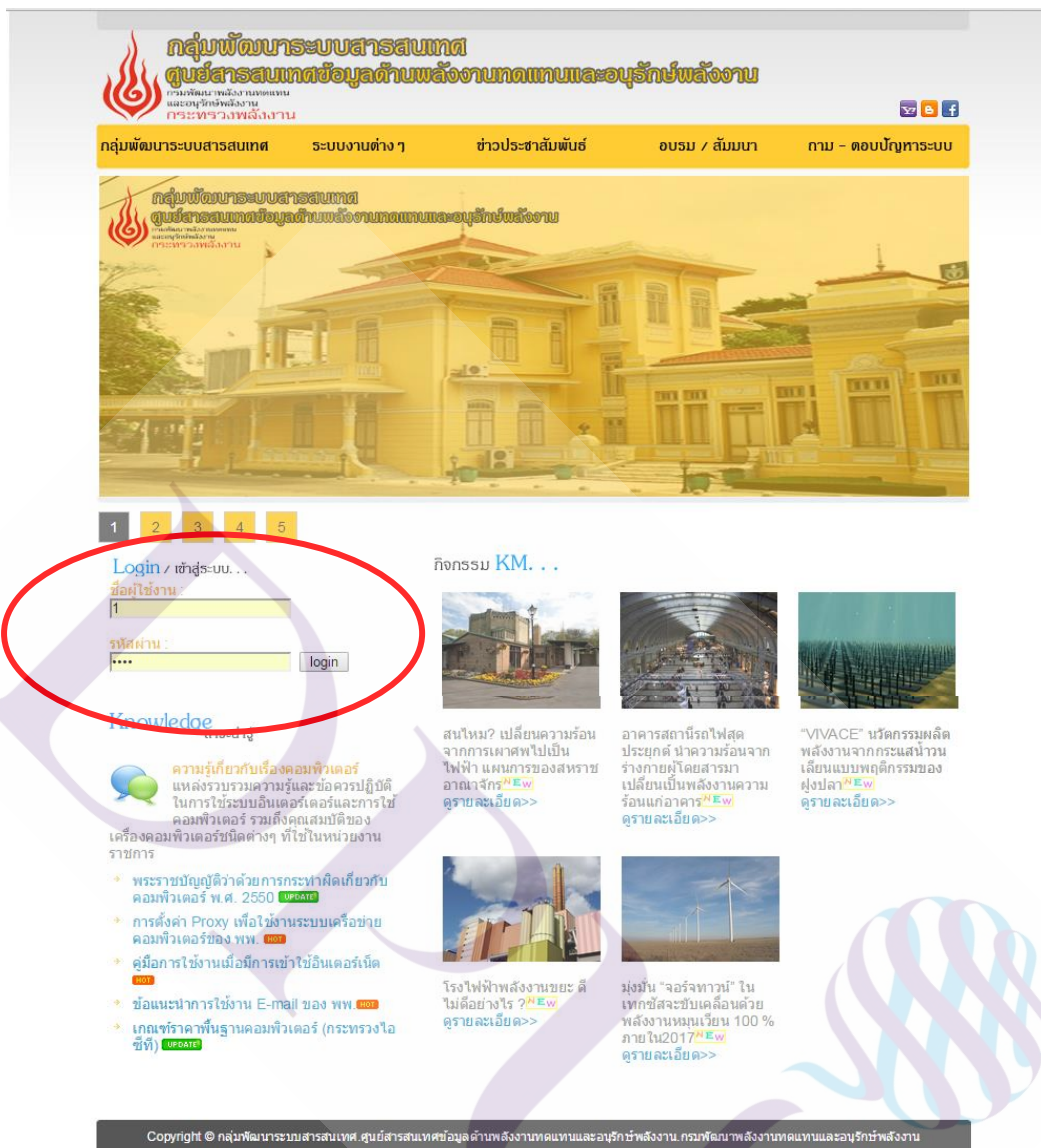 กลุ่มพัฒนาระบบสารสนเทศ
ศูนย์สารสนเทศข้อมูลด้านพลังงานทดแทนและอนุรักษ์พลังงาน
กรมพัฒนาพลังงานทดแทน
และอนุรักษ์พลังงาน
กระทรวงพลังงาน
กลุ่มพัฒนาระบบสารสนเทศ ระบบงานต่าง ๆ ข่าวประชาสัมพันธ์ อบรม / สัมมนา ถาม - ตอบปัญหาระบบ
กลุ่มพัฒนาระบบสารสนเทศ
ศูนย์สารสนเทศข้อมูลด้านพลังงานทดแทนและอนุรักษ์พลังงาน
กรมพัฒนาพลังงานทดแทน
และอนุรักษ์พลังงาน
กระทรวงพลังงาน
1 2 3 4 5
Login / เข้าสู่ระบบ. . .
ชื่อผู้ใช้งาน :
1
รหัสผ่าน :
•••• login
Knowledge
ความรู้เกี่ยวกับเรื่องคอมพิวเตอร์
แหล่งรวบรวมความรู้และข้อควรปฏิบัติ
ในการใช้ระบบอินเตอร์เตอร์และการใช้
คอมพิวเตอร์ รวมถึงคุณสมบัติของ
เครื่องคอมพิวเตอร์ชนิดต่างๆ ที่ใช้ในหน่วยงาน
ราชการ
พระราชบัญญัติว่าด้วยการกระทำผิดเกี่ยวกับ
คอมพิวเตอร์ พ.ศ. 2550 UPDATE!
การตั้งค่า Proxy เพื่อใช้งานระบบเครือข่าย
คอมพิวเตอร์ของ พพ. HOT
คู่มือการใช้งานเมื่อมีการเข้าใช้อินเตอร์เน็ต
HOT
ข้อแนะนำการใช้งาน E-mail ของ พพ. HOT
เกณฑ์ราคาพื้นฐานคอมพิวเตอร์ (กระทรวงไอ
ซีที) UPDATE!
กิจกรรม KM. . .
สนไหม? เปลี่ยนความร้อน
จากการเผาศพไปเป็น
ไฟฟ้า แผนการของสหราช
อาณาจักร NEW
ดูรายละเอียด>>
อาคารสถานีรถไฟสุด
ประยุกต์ นำความร้อนจาก
ร่างกายผู้โดยสารมา
เปลี่ยนเป็นพลังงานความ
ร้อนแก่อาคาร NEW
ดูรายละเอียด>>
“VIVACE” นวัตกรรมผลิต
พลังงานจากกระแสน้ำวน
เลียนแบบพฤติกรรมของ
ฝูงปลา NEW
ดูรายละเอียด>>
โรงไฟฟ้าพลังงานขยะ ดี
ไม่ดีอย่างไร ? NEW
ดูรายละเอียด>>
มุ่งมั่น “จอร์จทาวน์” ใน
เทกซัสจะขับเคลื่อนด้วย
พลังงานหมุนเวียน 100 %
ภายใน2017 NEW
ดูรายละเอียด>>
Copyright © กลุ่มพัฒนาระบบสารสนเทศ.ศูนย์สารสนเทศข้อมูลด้านพลังงานทดแทนและอนุรักษ์พลังงาน.กรมพัฒนาพลังงานทดแทนและอนุรักษ์พลังงาน